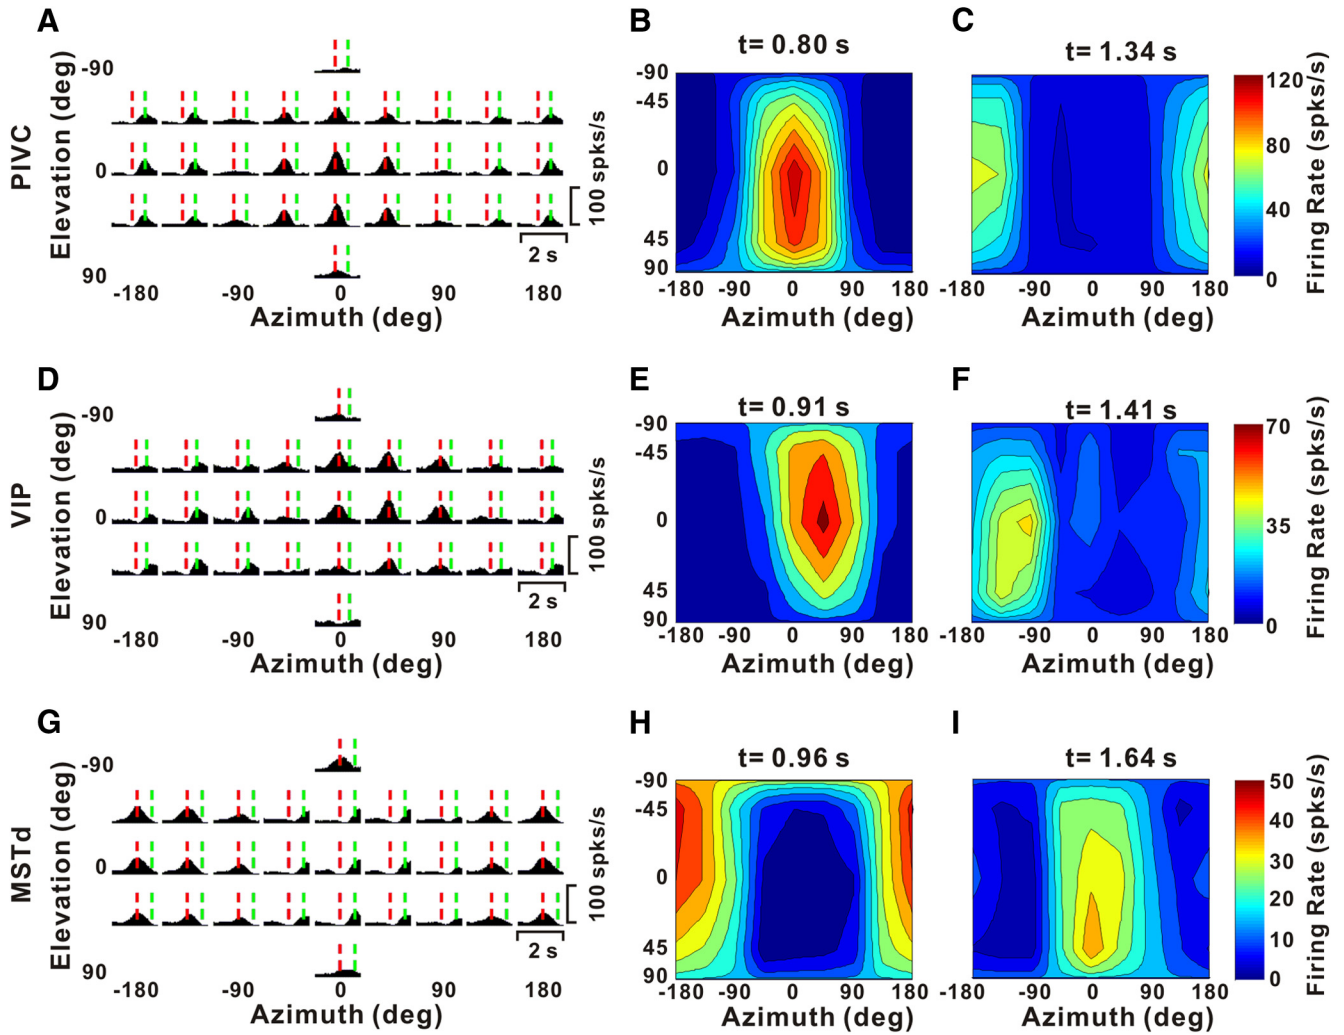 A
PIVC
Elevation (deg)
-90
0
90
100 spks/s
2 s
-180 -90 0 90 180
Azimuth (deg)
B
t= 0.80 s
-90
-45
0
45
90
-180 -90 0 90 180
Azimuth (deg)
C
t= 1.34 s
-180 -90 0 90 180
Azimuth (deg)
120
80
40
0
Firing Rate (spks/s)
D
VIP
Elevation (deg)
-90
0
90
100 spks/s
2 s
-180 -90 0 90 180
Azimuth (deg)
E
t= 0.91 s
-90
-45
0
45
90
-180 -90 0 90 180
Azimuth (deg)
F
t= 1.41 s
-180 -90 0 90 180
Azimuth (deg)
70
35
0
Firing Rate (spks/s)
G
MSTd
Elevation (deg)
-90
0
90
100 spks/s
2 s
-180 -90 0 90 180
Azimuth (deg)
H
t= 0.96 s
-90
-45
0
45
90
-180 -90 0 90 180
Azimuth (deg)
I
t= 1.64 s
-180 -90 0 90 180
Azimuth (deg)
50
40
30
20
10
0
Firing Rate (spks/s)